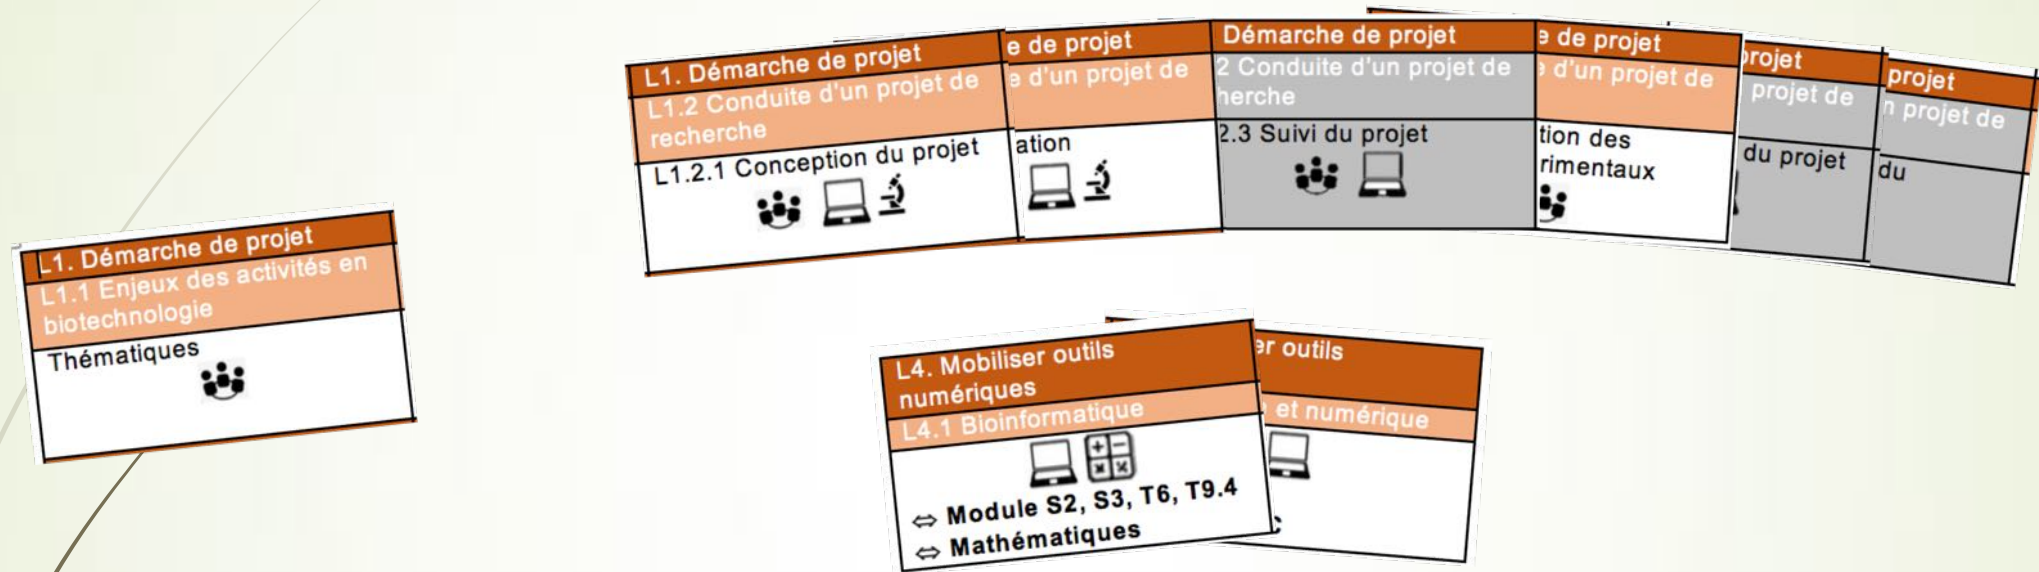 L1. Démarche de projet
L1.2 Conduite d'un projet de
recherche
L1.2.1 Conception du projet
e de projet
e d'un projet de
ation
Démarche de projet
2 Conduite d'un projet de
herche
2.3 Suivi du projet
e de projet
e d'un projet de
tion des
rimentaux
projet
projet de
du projet
projet
n projet de
du
L1. Démarche de projet
L1.1 Enjeux des activités en
biotechnologie
Thématiques
L4. Mobiliser outils
numériques
L4.1 Bioinformatique
⇔ Module S2, S3, T6, T9.4
⇔ Mathématiques
er outils
et numérique